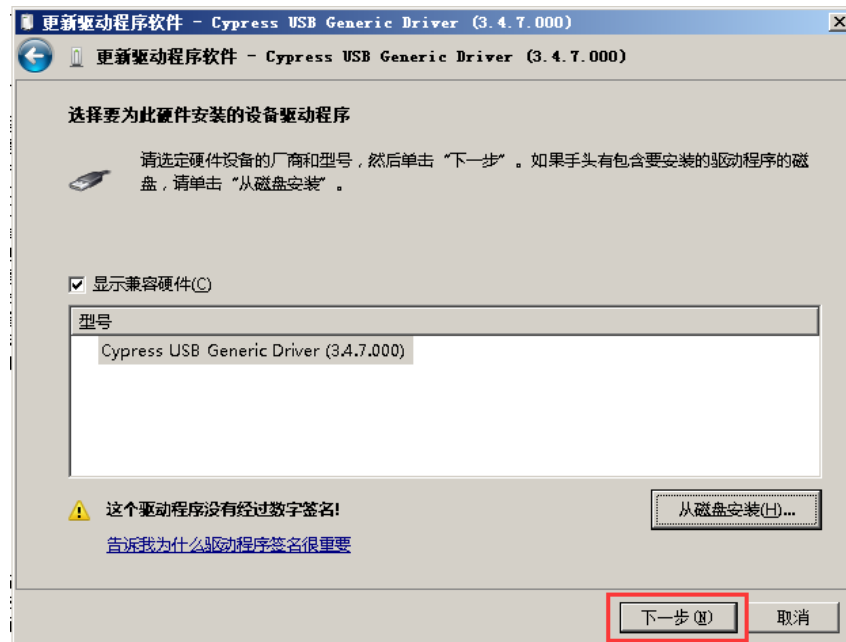 更新驱动程序软件 - Cypress USB Generic Driver (3.4.7.000)
更新驱动程序软件 - Cypress USB Generic Driver (3.4.7.000)
选择要为此硬件安装的设备驱动程序
请选定硬件设备的厂商和型号，然后单击“下一步”。如果手头有包含要安装的驱动程序的磁
盘，请单击“从磁盘安装”。
显示兼容硬件(C)
型号
Cypress USB Generic Driver (3.4.7.000)
这个驱动程序没有经过数字签名!
从磁盘安装(H)...
告诉我为什么驱动程序签名很重要
下一步(N)
取消